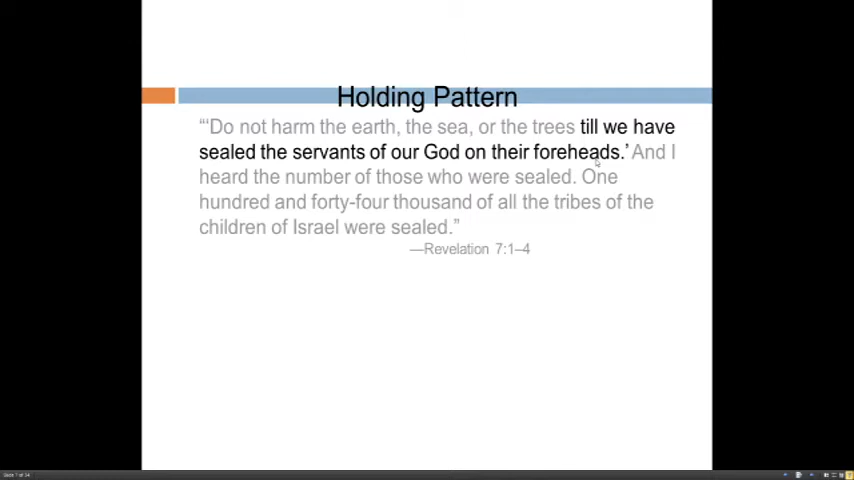 Holding Pattern
“‘Do not harm the earth, the sea, or the trees till we have
sealed the servants of our God on their foreheads.’ And I
heard the number of those who were sealed. One
hundred and forty-four thousand of all the tribes of the
children of Israel were sealed.”
—Revelation 7:1–4